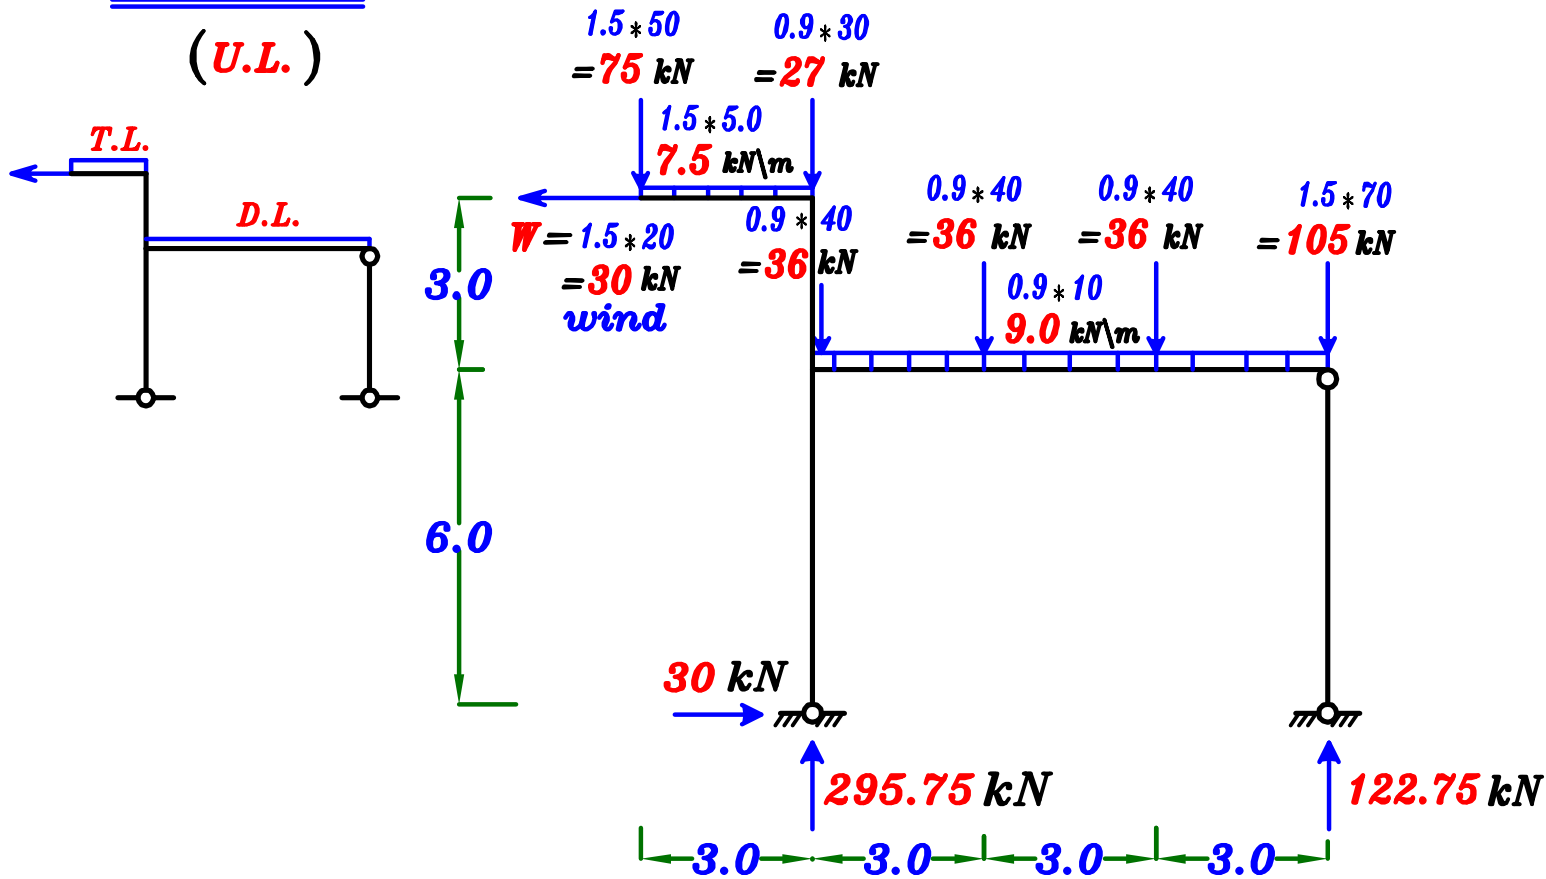 (U.L.)
T.L.
D.L.
1.5 * 50
= 75 kN
0.9 * 30
= 27 kN
1.5 * 5.0
7.5 kN\m
W = 1.5 * 20
= 30 kN
wind
0.9 * 40
= 36 kN
0.9 * 40
= 36 kN
0.9 * 40
= 36 kN
1.5 * 70
= 105 kN
0.9 * 10
9.0 kN\m
3.0
6.0
30 kN
295.75 kN
122.75 kN
3.0 3.0 3.0 3.0